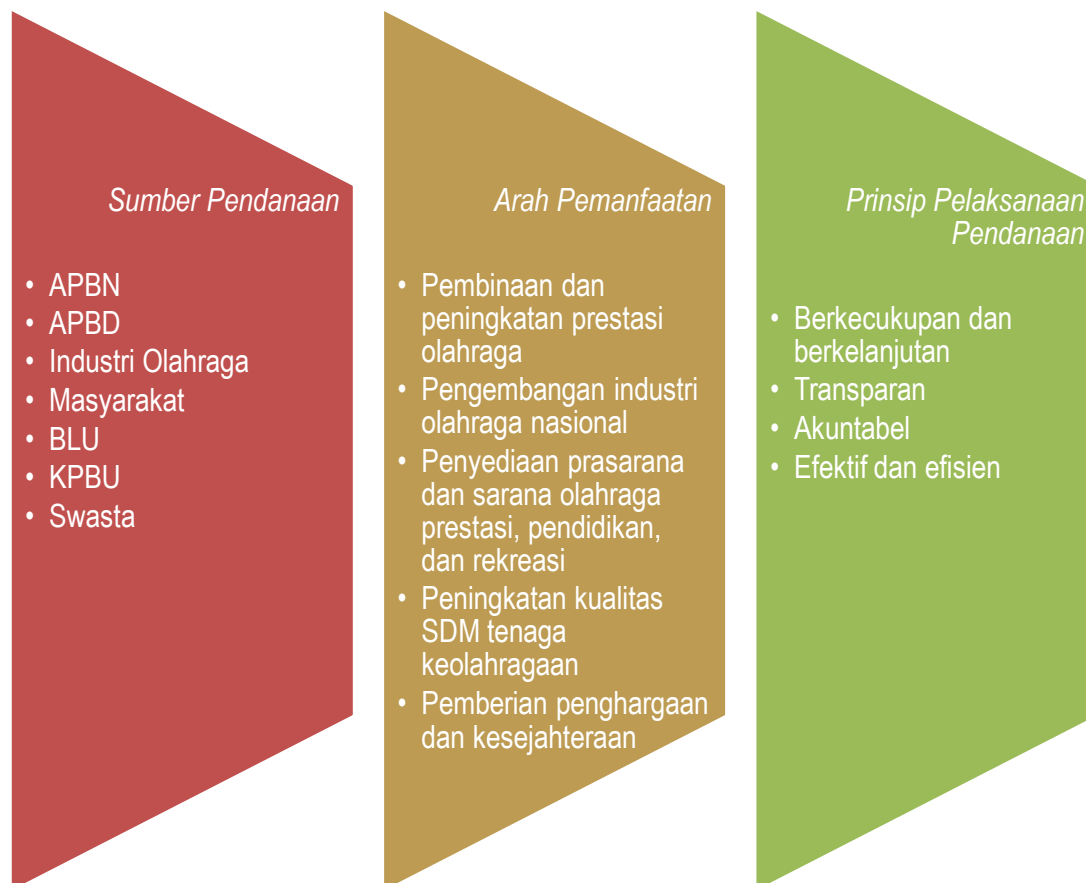 Sumber Pendanaan
• APBN
• APBD
• Industri Olahraga
• Masyarakat
• BLU
• KPBU
• Swasta
Arah Pemanfaatan
• Pembinaan dan
peningkatan prestasi
olahraga
• Pengembangan industri
olahraga nasional
• Penyediaan prasarana
dan sarana olahraga
prestasi, pendidikan,
dan rekreasi
• Peningkatan kualitas
SDM tenaga
keolahragaan
• Pemberian penghargaan
dan kesejahteraan
Prinsip Pelaksanaan
Pendanaan
• Berkecukupan dan
berkelanjutan
• Transparan
• Akuntabel
• Efektif dan efisien